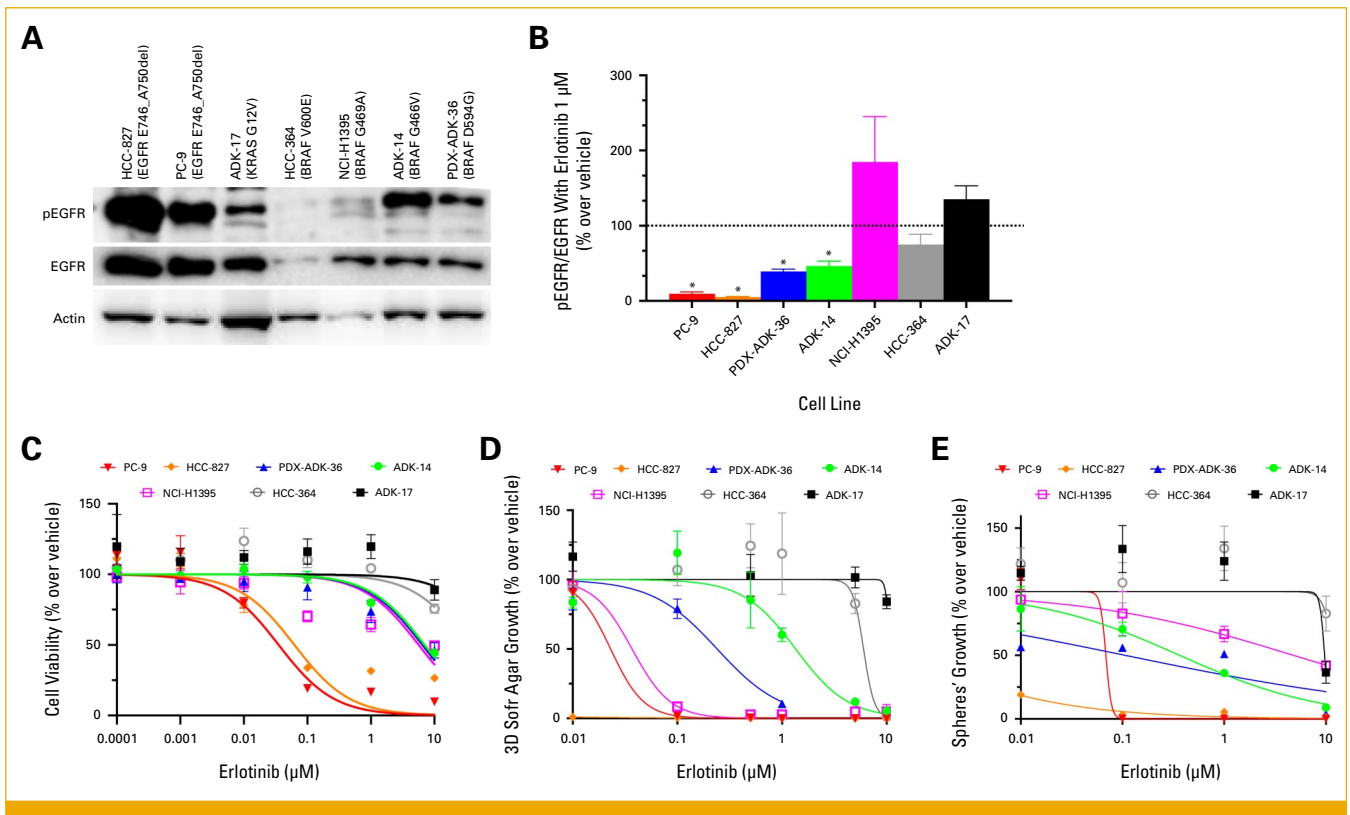 A
HCC-827
(EGFR E746_A750del)
PC-9
(EGFR E746_A750del)
ADK-17
(KRAS G12V)
HCC-364
(BRAF V600E)
NCI-H1395
(BRAF G469A)
ADK-14
(BRAF G466V)
PDX-ADK-36
(BRAF D594G)
pEGFR
EGFR
Actin
B
pEGFR/EGFR With Erlotinib 1 µM
(% over vehicle)
300
200
150
100
50
0
*
*
*
*
PC-9
HCC-827
PDX-ADK-36
ADK-14
NCI-H1395
HCC-364
ADK-17
Cell Line
C
PC-9
HCC-827
PDX-ADK-36
ADK-14
NCI-H1395
HCC-364
ADK-17
Cell Viability (% over vehicle)
150
100
50
0
0.0001
0.001
0.01
0.1
1
10
Erlotinib (µM)
D
PC-9
HCC-827
PDX-ADK-36
ADK-14
NCI-H1395
HCC-364
ADK-17
3D Sofr Agar Growth (% over vehicle)
150
100
50
0
0.01
0.1
1
10
Erlotinib (µM)
E
PC-9
HCC-827
PDX-ADK-36
ADK-14
NCI-H1395
HCC-364
ADK-17
Spheres' Growth (% over vehicle)
150
100
50
0
0.01
0.1
1
10
Erlotinib (µM)